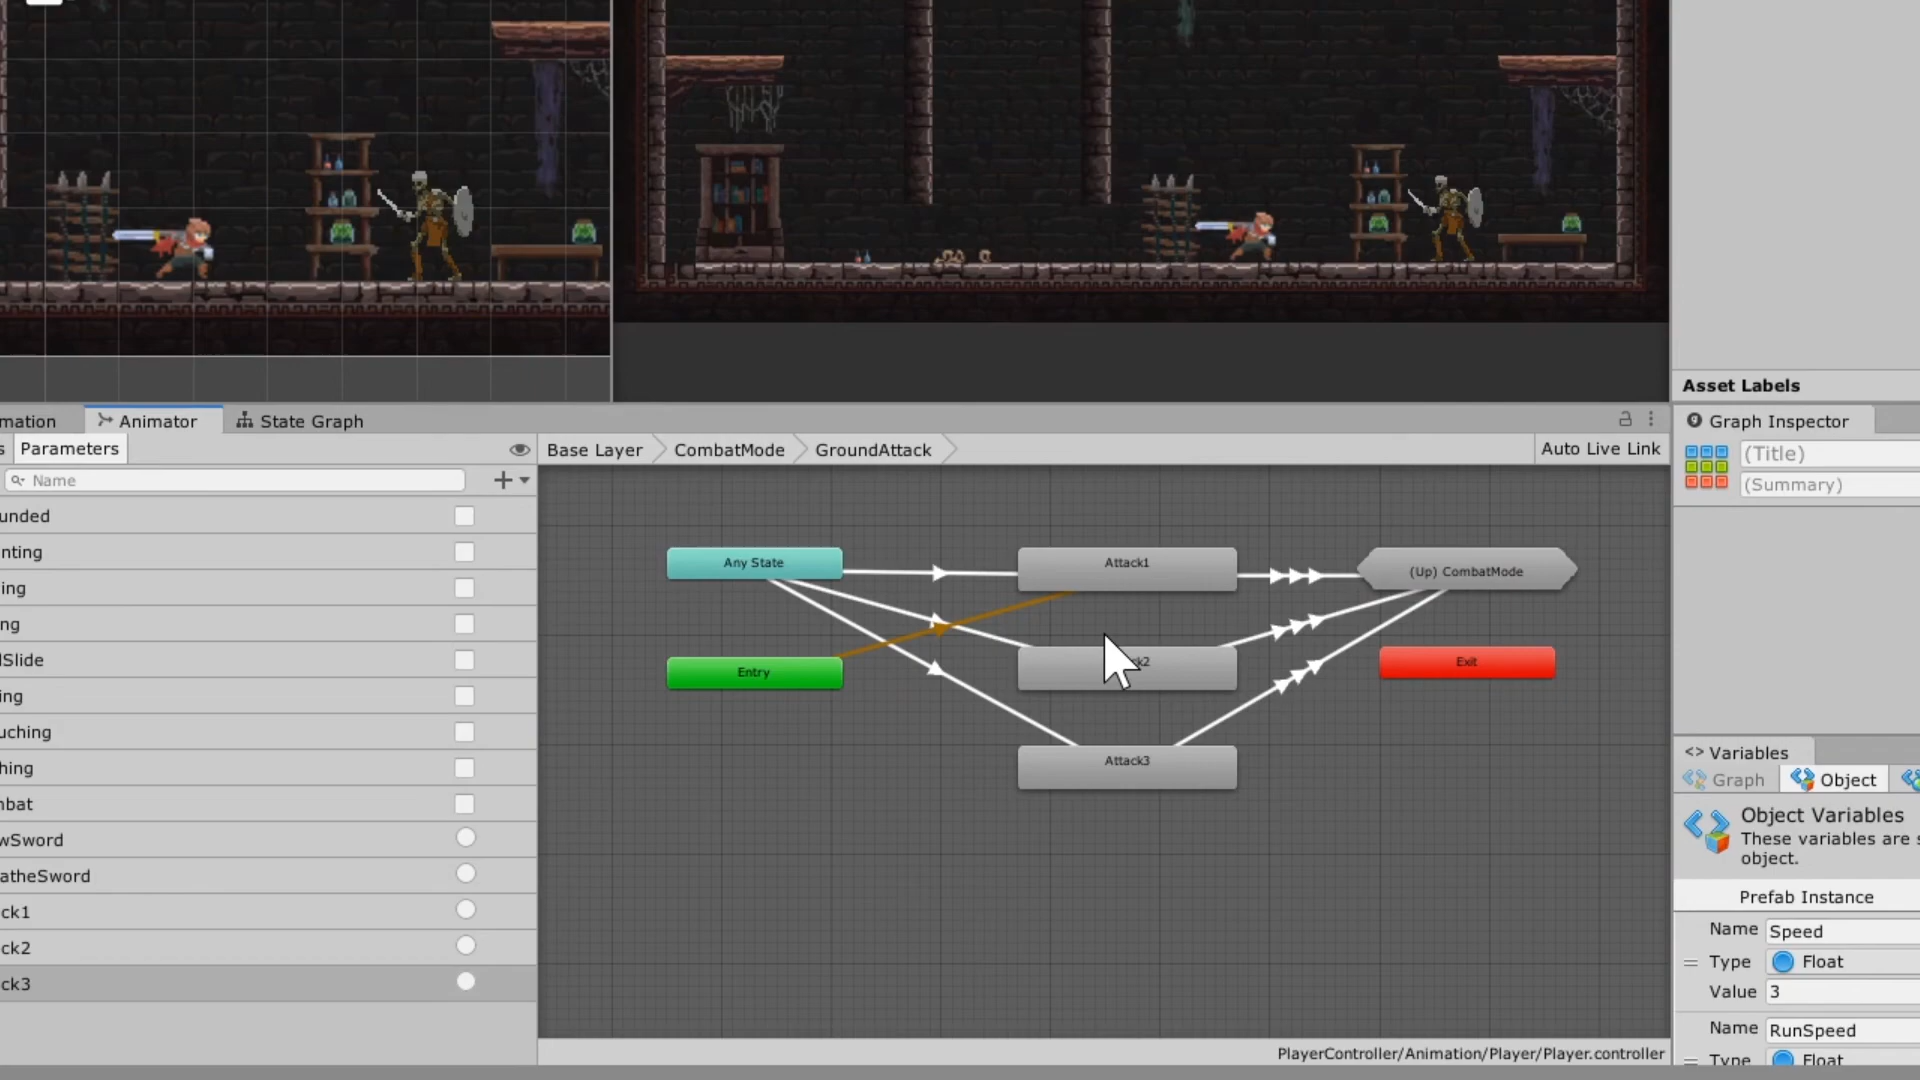 Asset Labels
mation
Animator
State Graph
Graph Inspector
s
Parameters
Base Layer
CombatMode
GroundAttack
Auto Live Link
(Title)
Name
(Summary)
unded
nting
ing
ng
lSlide
ing
uching
hing
nbat
wSword
atheSword
ck1
ck2
ck3
Any State
Attack1
(Up) CombatMode
Entry
k2
Exit
Attack3
<> Variables
Graph
Object
Object Variables
These variables are s
object.
Prefab Instance
Name Speed
Type Float
Value 3
Name RunSpeed
Type Float
PlayerController/Animation/Player/Player.controller